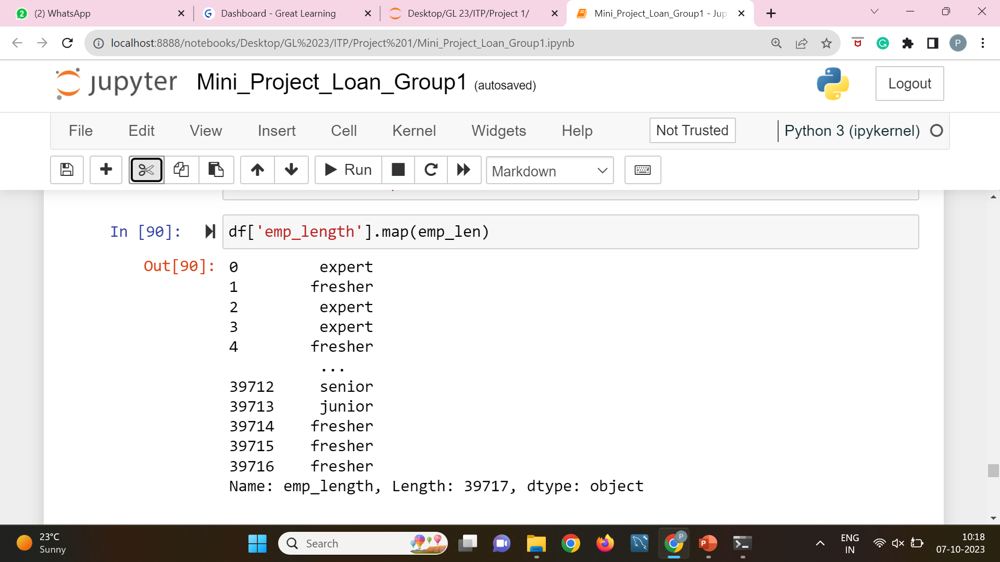 (2) WhatsApp
Dashboard - Great Learning
Desktop/GL 23/ITP/Project 1/
Mini_Project_Loan_Group1 - Jup
localhost:8888/notebooks/Desktop/GL%2023/ITP/Project%201/Mini_Project_Loan_Group1.ipynb
P
jupyter Mini_Project_Loan_Group1 (autosaved)
Logout
File Edit View Insert Cell Kernel Widgets Help Not Trusted Python 3 (ipykernel)
Run Markdown
In [90]: df['emp_length'].map(emp_len)
Out[90]: 0 expert
1 fresher
2 expert
3 expert
4 fresher
...
39712 senior
39713 junior
39714 fresher
39715 fresher
39716 fresher
Name: emp_length, Length: 39717, dtype: object
23°C
Sunny
Search
P
P
ENG
IN
10:18
07-10-2023